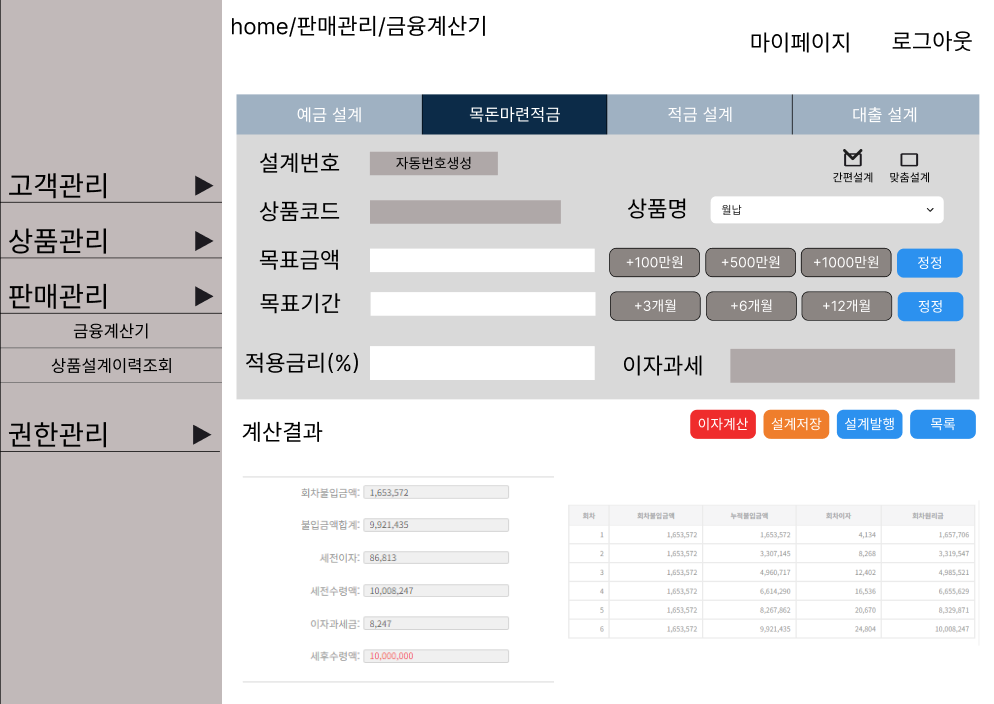 home/판매관리/금융계산기
마이페이지 로그아웃
고객관리
상품관리
판매관리
금융계산기
상품설계이력조회
권한관리
예금 설계 목돈마련적금 적금 설계 대출 설계
설계번호 자동번호생성 간편설계 맞춤설계
상품코드 상품명 월납
목표금액 +100만원 +500만원 +1000만원 정정
목표기간 +3개월 +6개월 +12개월 정정
적용금리(%) 이자과세
계산결과 이자계산 설계저장 설계발행 목록
회차불입금액: 1,653,572
불입금액합계: 9,921,435
세전이자: 86,813
세전수령액: 10,008,247
이자과세금: 8,247
세후수령액: 10,000,000
회차 회차불입금액 누적불입금액 회차이자 회차원리금
1 1,653,572 1,653,572 4,134 1,657,706
2 1,653,572 3,307,145 8,268 3,319,547
3 1,653,572 4,960,717 12,402 4,985,521
4 1,653,572 6,614,290 16,536 6,655,629
5 1,653,572 8,267,862 20,670 8,329,871
6 1,653,572 9,921,435 24,804 10,008,247